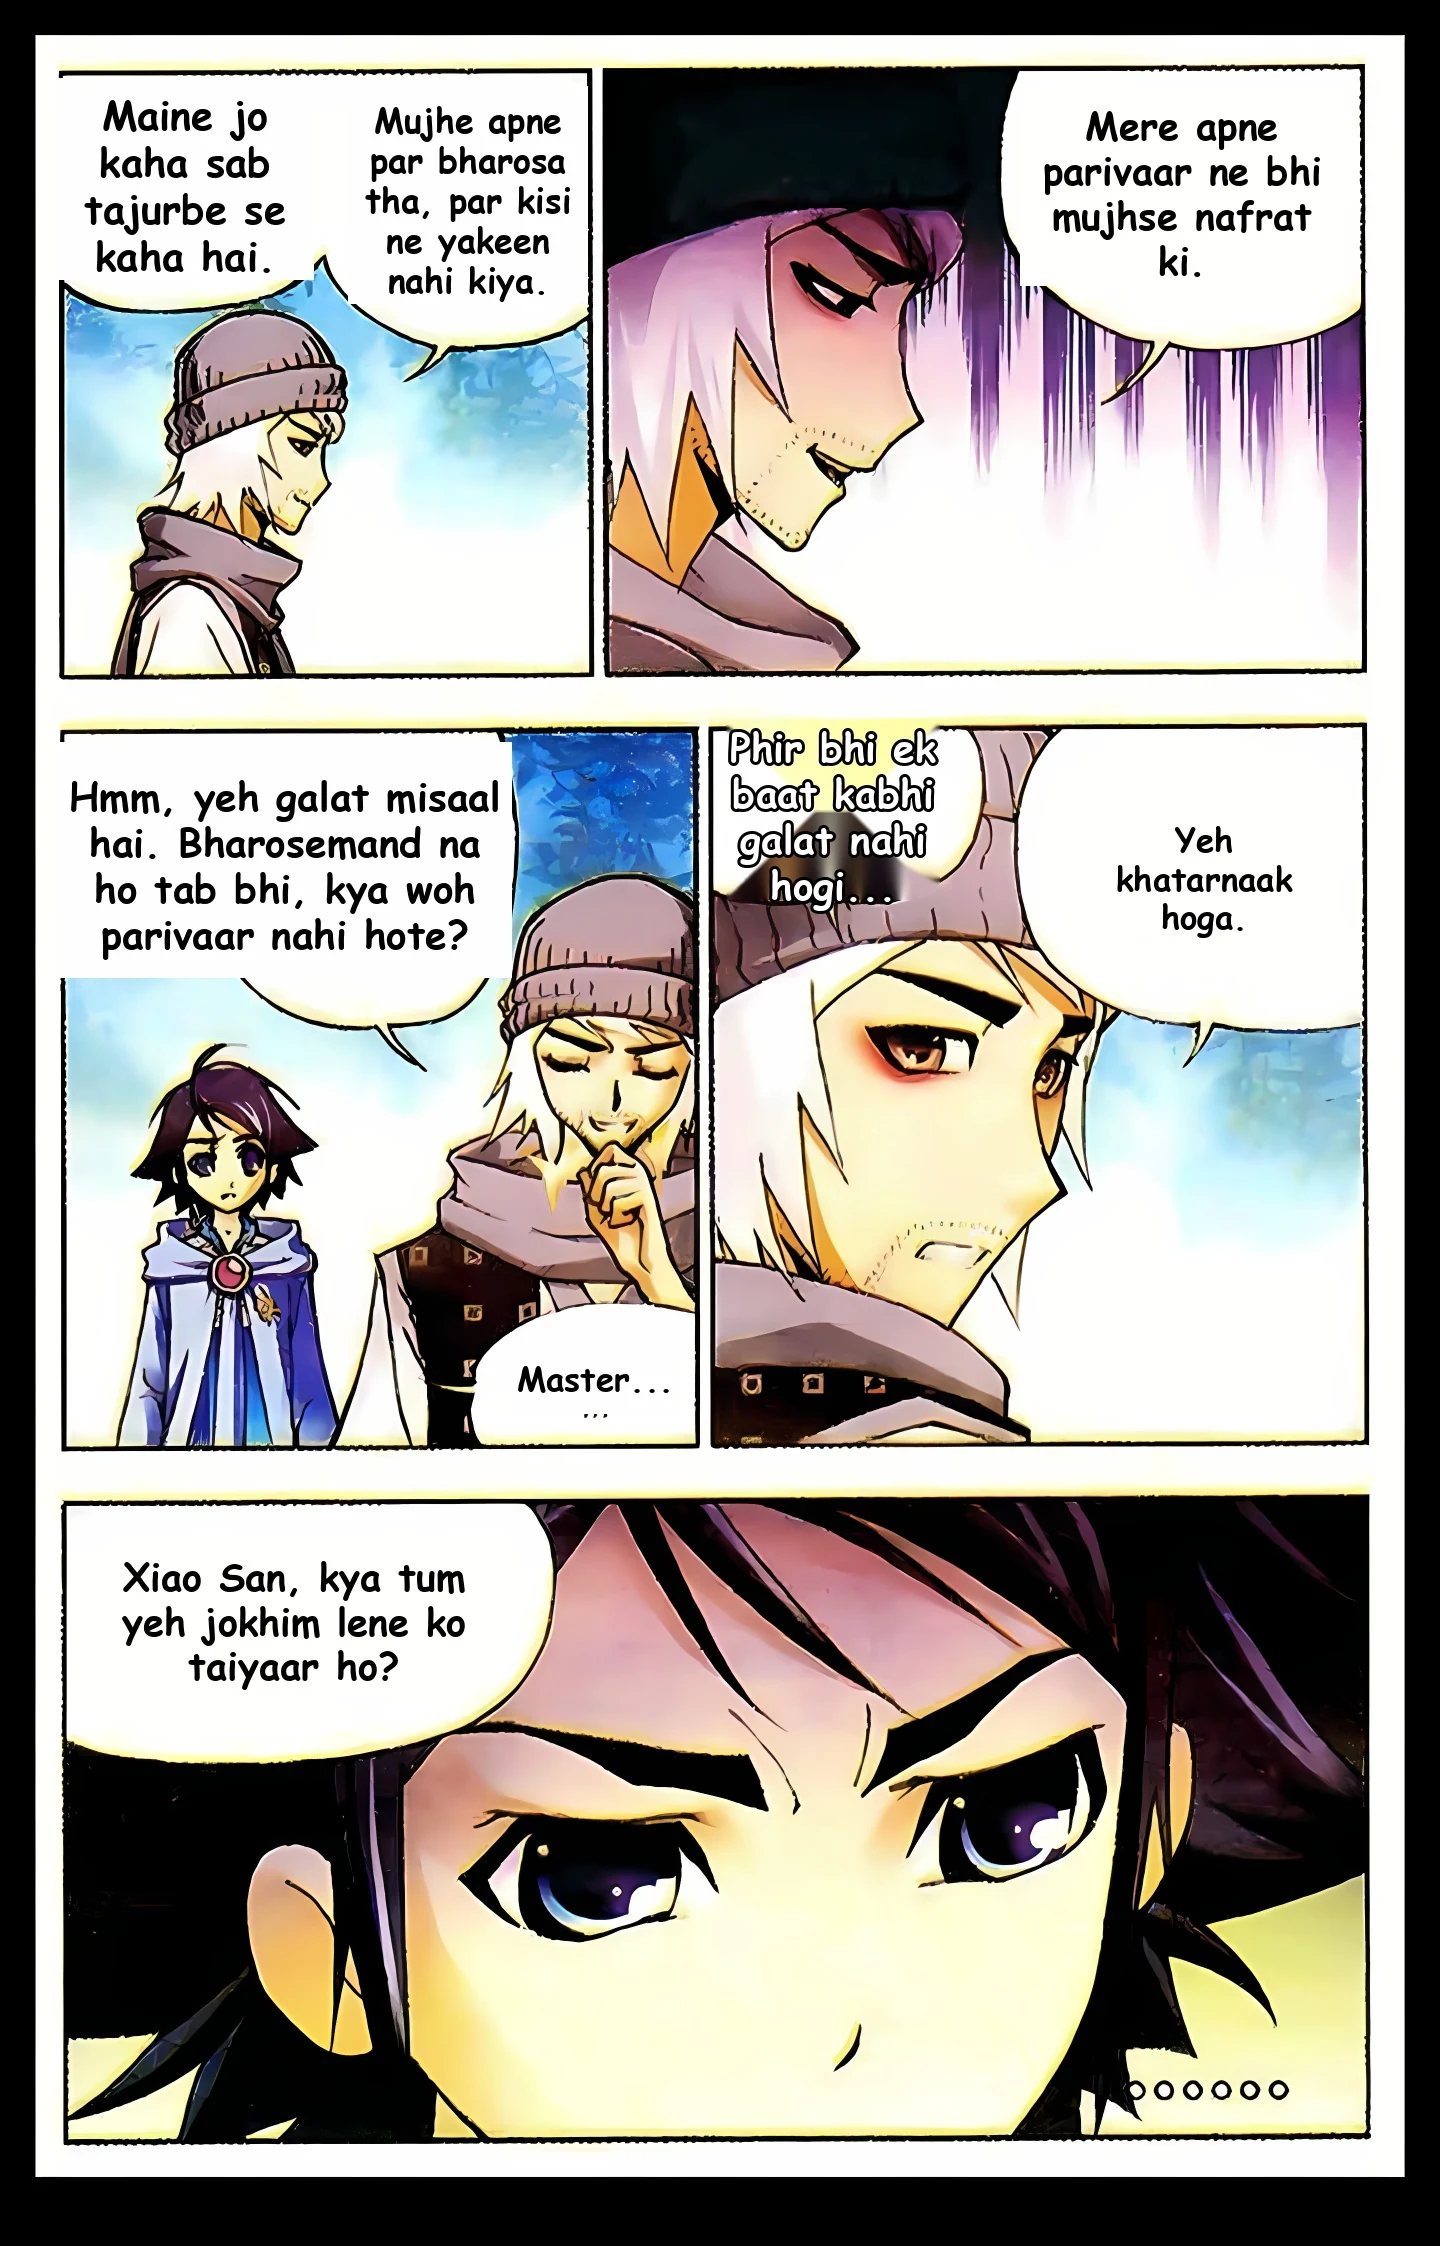 Maine jo
kaha sab
tajurbe se
kaha hai.
Mujhe apne
par bharosa
tha, par kisi
ne yakeen
nahi kiya.
Mere apne
parivaar ne bhi
mujhse nafrat
ki.
Hmm, yeh galat misaal
hai. Bharosemand na
ho tab bhi, kya woh
parivaar nahi hote?
Master...
...
Phir bhi ek
baat kabhi
galat nahi
hogi...
Yeh
khatarnaak
hoga.
Xiao San, kya tum
yeh jokhim lene ko
taiyaar ho?